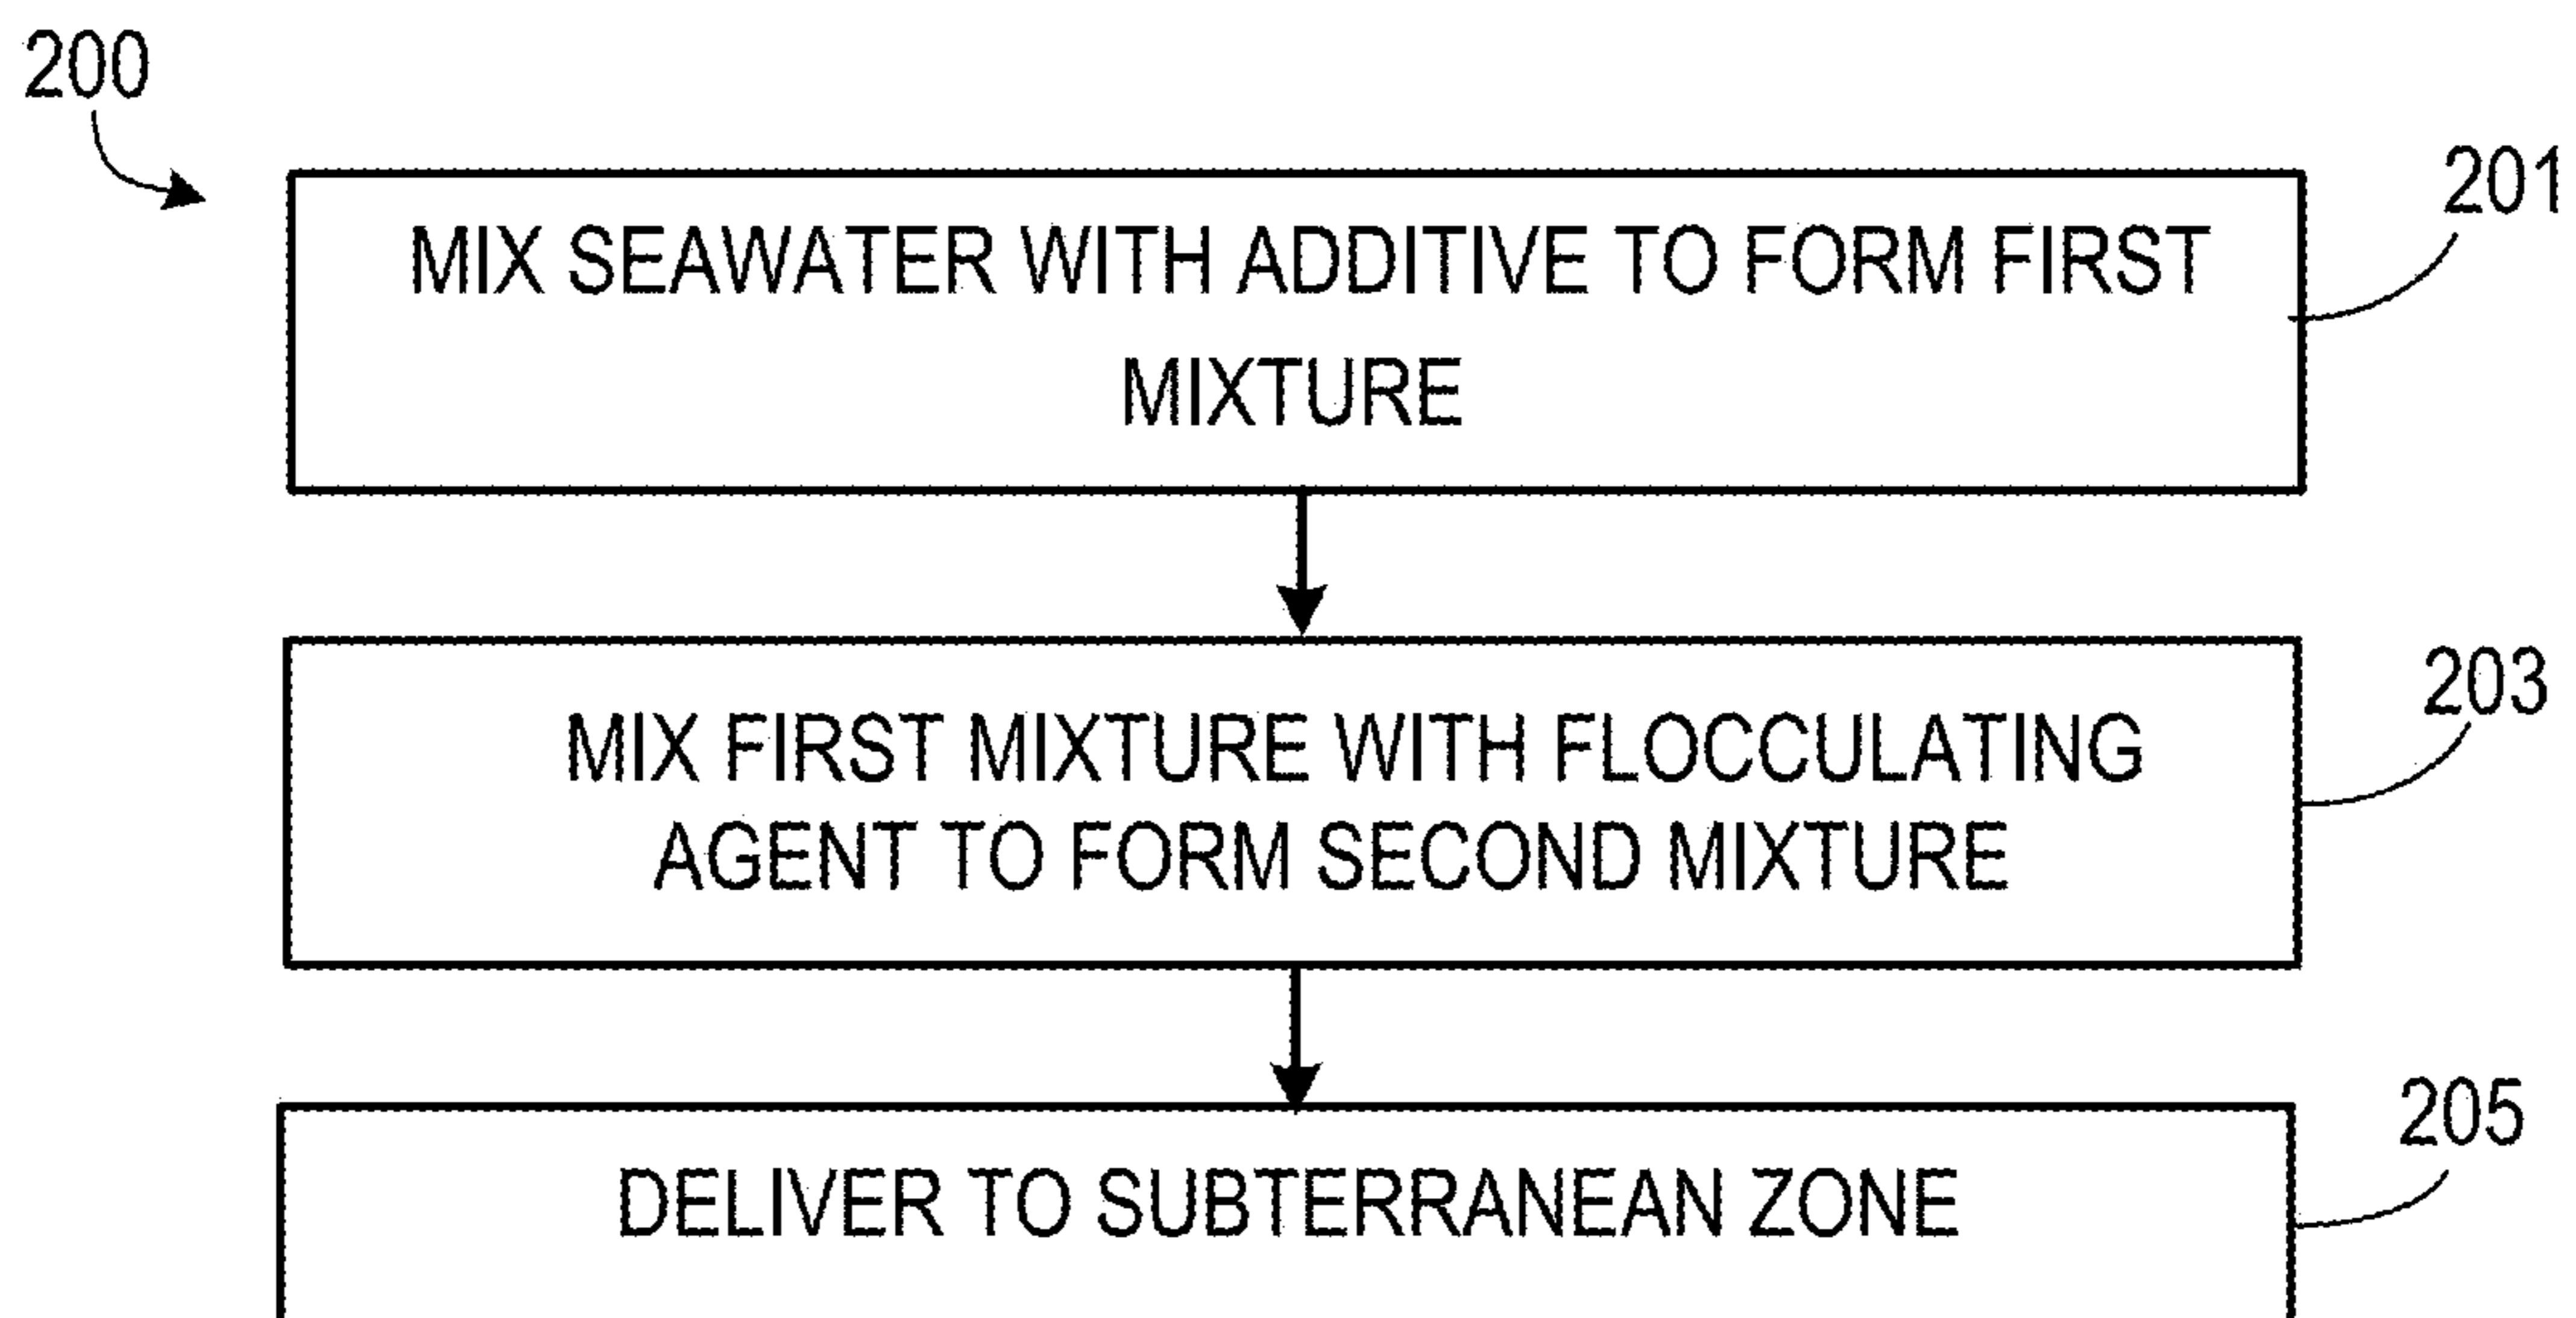 200
201
MIX SEAWATER WITH ADDITIVE TO FORM FIRST
MIXTURE
203
MIX FIRST MIXTURE WITH FLOCCULATING
AGENT TO FORM SECOND MIXTURE
205
DELIVER TO SUBTERRANEAN ZONE